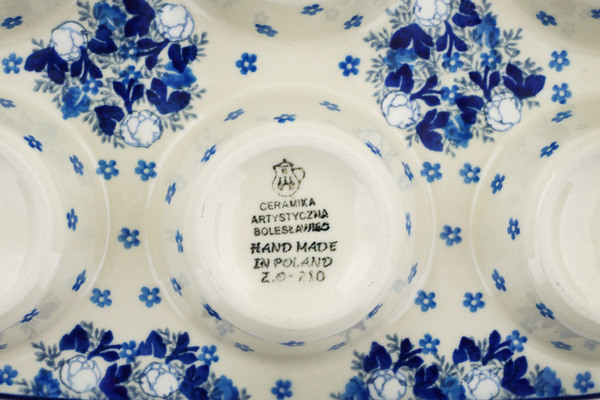 CERAMIKA
ARTYSTYCZNA
BOLESŁAWIEC
HAND MADE
IN POLAND
Z.O-210